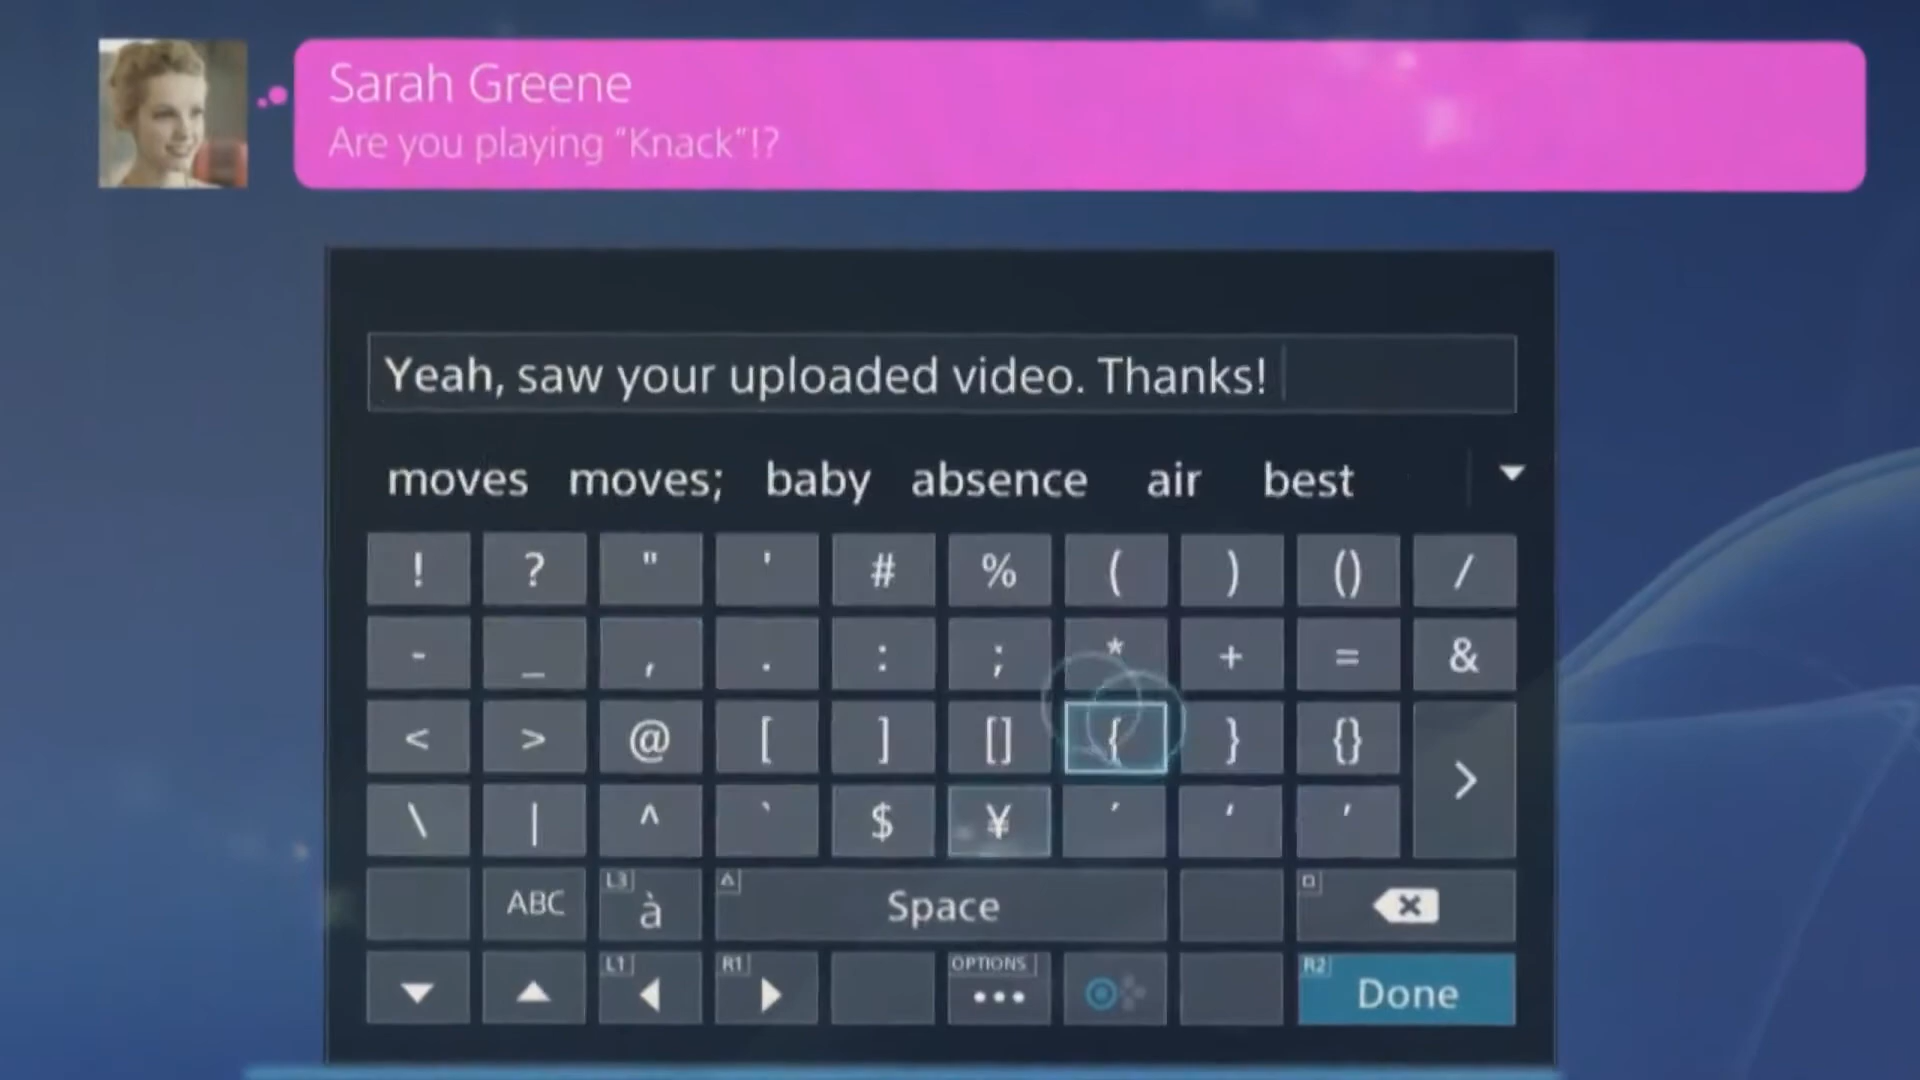 Sarah Greene
Are you playing “Knack”!?
Yeah, saw your uploaded video. Thanks!
moves moves; baby absence air best
! ? " ' # % ( ) () /
- _ , . : ; * + = &
< > @ [ ] [] { } {} >
\ | ^ ` $ ¥ ´ ‘ ’
ABC L3 à Space
L1 R1 OPTIONS ... R2 Done